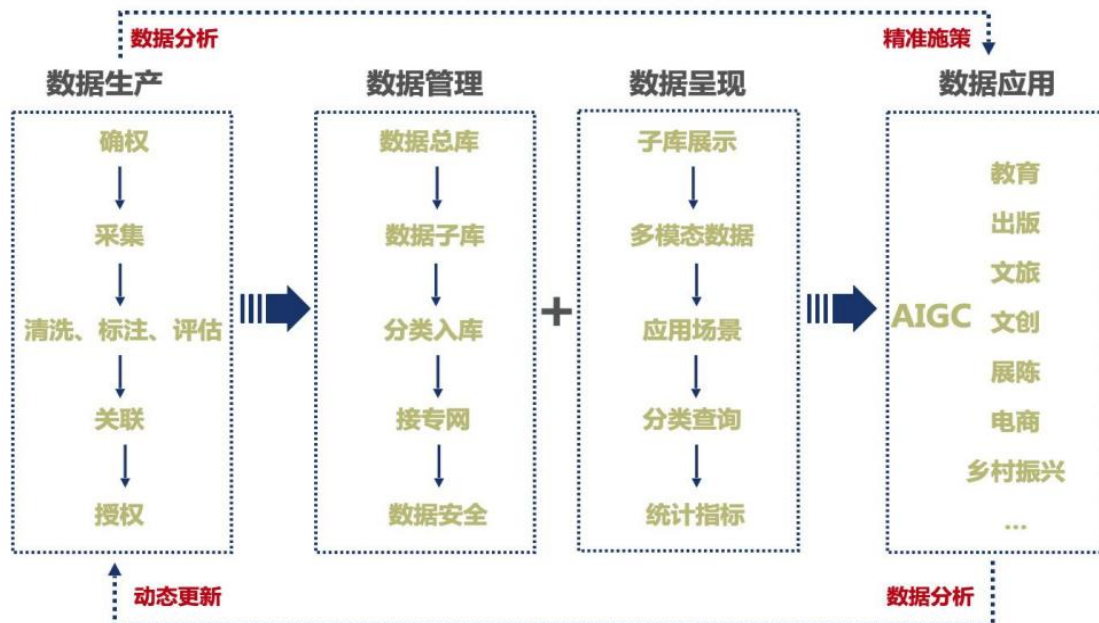 数据分析
精准施策
数据生产
确权
采集
清洗、标注、评估
关联
授权
数据管理
数据总库
数据子库
分类入库
接专网
数据安全
+
数据呈现
子库展示
多模态数据
应用场景
分类查询
统计指标
数据应用
AIGC
教育
出版
文旅
文创
展陈
电商
乡村振兴
...
动态更新
数据分析